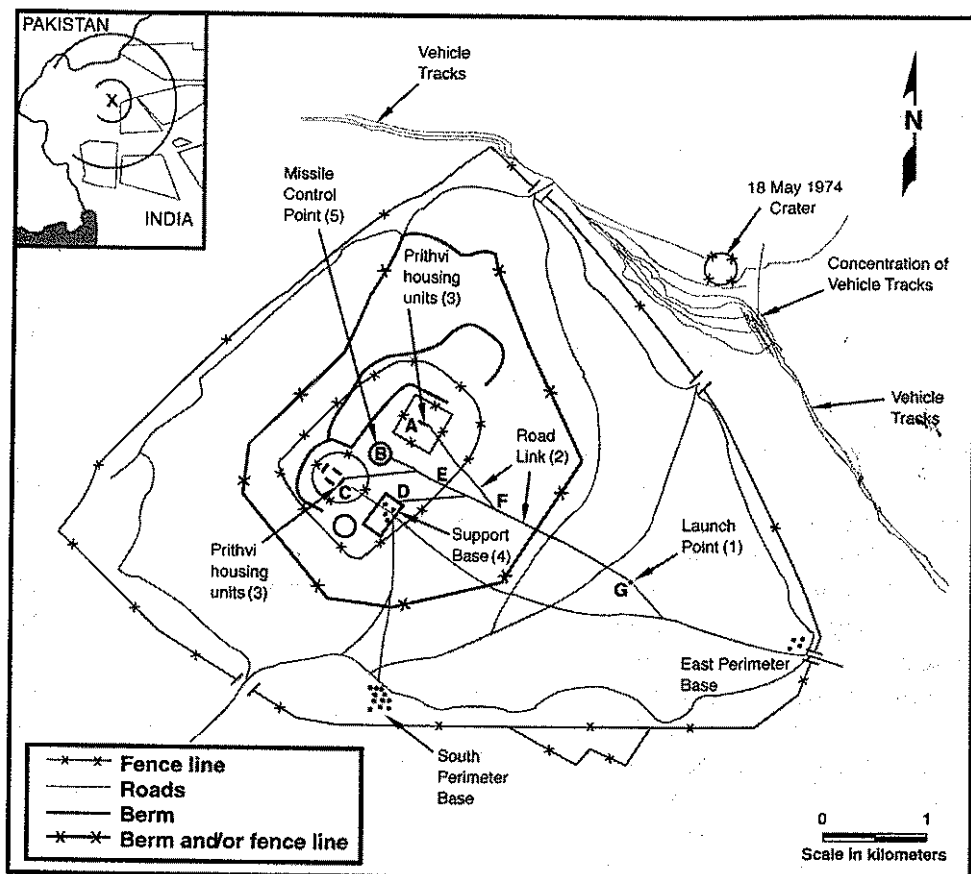 PAKISTAN
X
INDIA
Vehicle
Tracks
N
Missile
Control
Point (5)
18 May 1974
Crater
Prithvi
housing
units (3)
Concentration of
Vehicle Tracks
A
Vehicle
Tracks
Road
Link (2)
B
E
C
D
F
Support
Base (4)
Launch
Point (1)
Prithvi
housing
units (3)
G
East Perimeter
Base
South
Perimeter
Base
Fence line
Roads
Berm
Berm and/or fence line
0 1
Scale in kilometers